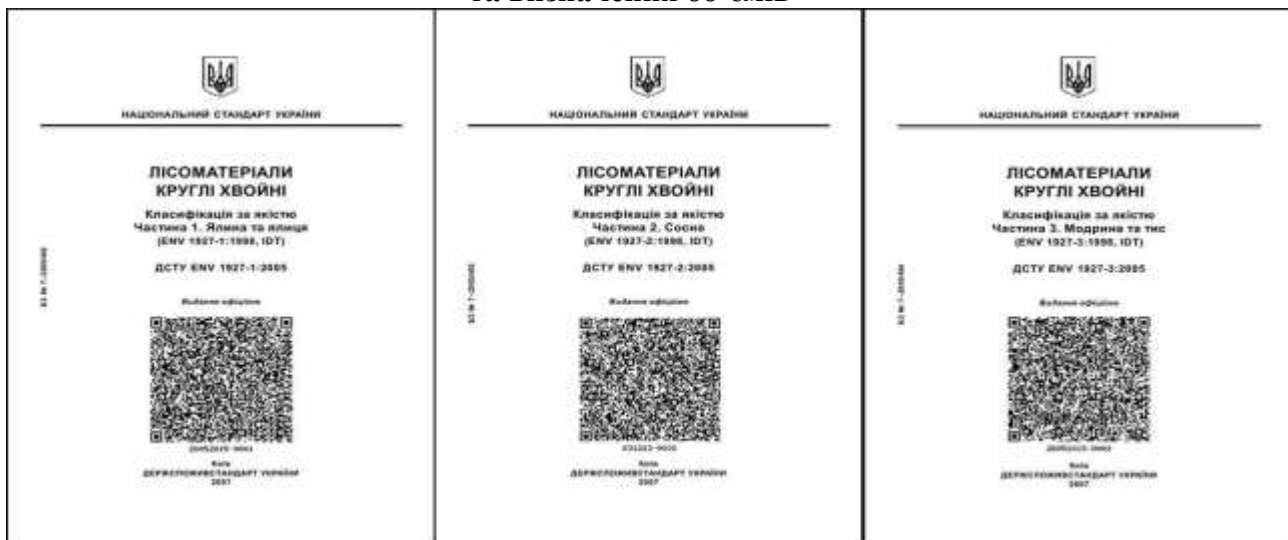 НАЦІОНАЛЬНИЙ СТАНДАРТ УКРАЇНИ
ЛІСОМАТЕРІАЛИ
КРУГЛІ ХВОЙНІ
Класифікація за якістю
Частина 1. Ялина та ялиця
(ENV 1927-1:1998, IDT)
ДСТУ ENV 1927-1:2005
Видання офіційне
Київ
ДЕРЖСПОЖИВСТАНДАРТ УКРАЇНИ
2007
НАЦІОНАЛЬНИЙ СТАНДАРТ УКРАЇНИ
ЛІСОМАТЕРІАЛИ
КРУГЛІ ХВОЙНІ
Класифікація за якістю
Частина 2. Сосна
(ENV 1927-2:1998, IDT)
ДСТУ ENV 1927-2:2005
Видання офіційне
Київ
ДЕРЖСПОЖИВСТАНДАРТ УКРАЇНИ
2007
НАЦІОНАЛЬНИЙ СТАНДАРТ УКРАЇНИ
ЛІСОМАТЕРІАЛИ
КРУГЛІ ХВОЙНІ
Класифікація за якістю
Частина 3. Модрина та тис
(ENV 1927-3:1998, IDT)
ДСТУ ENV 1927-3:2005
Видання офіційне
Київ
ДЕРЖСПОЖИВСТАНДАРТ УКРАЇНИ
2007